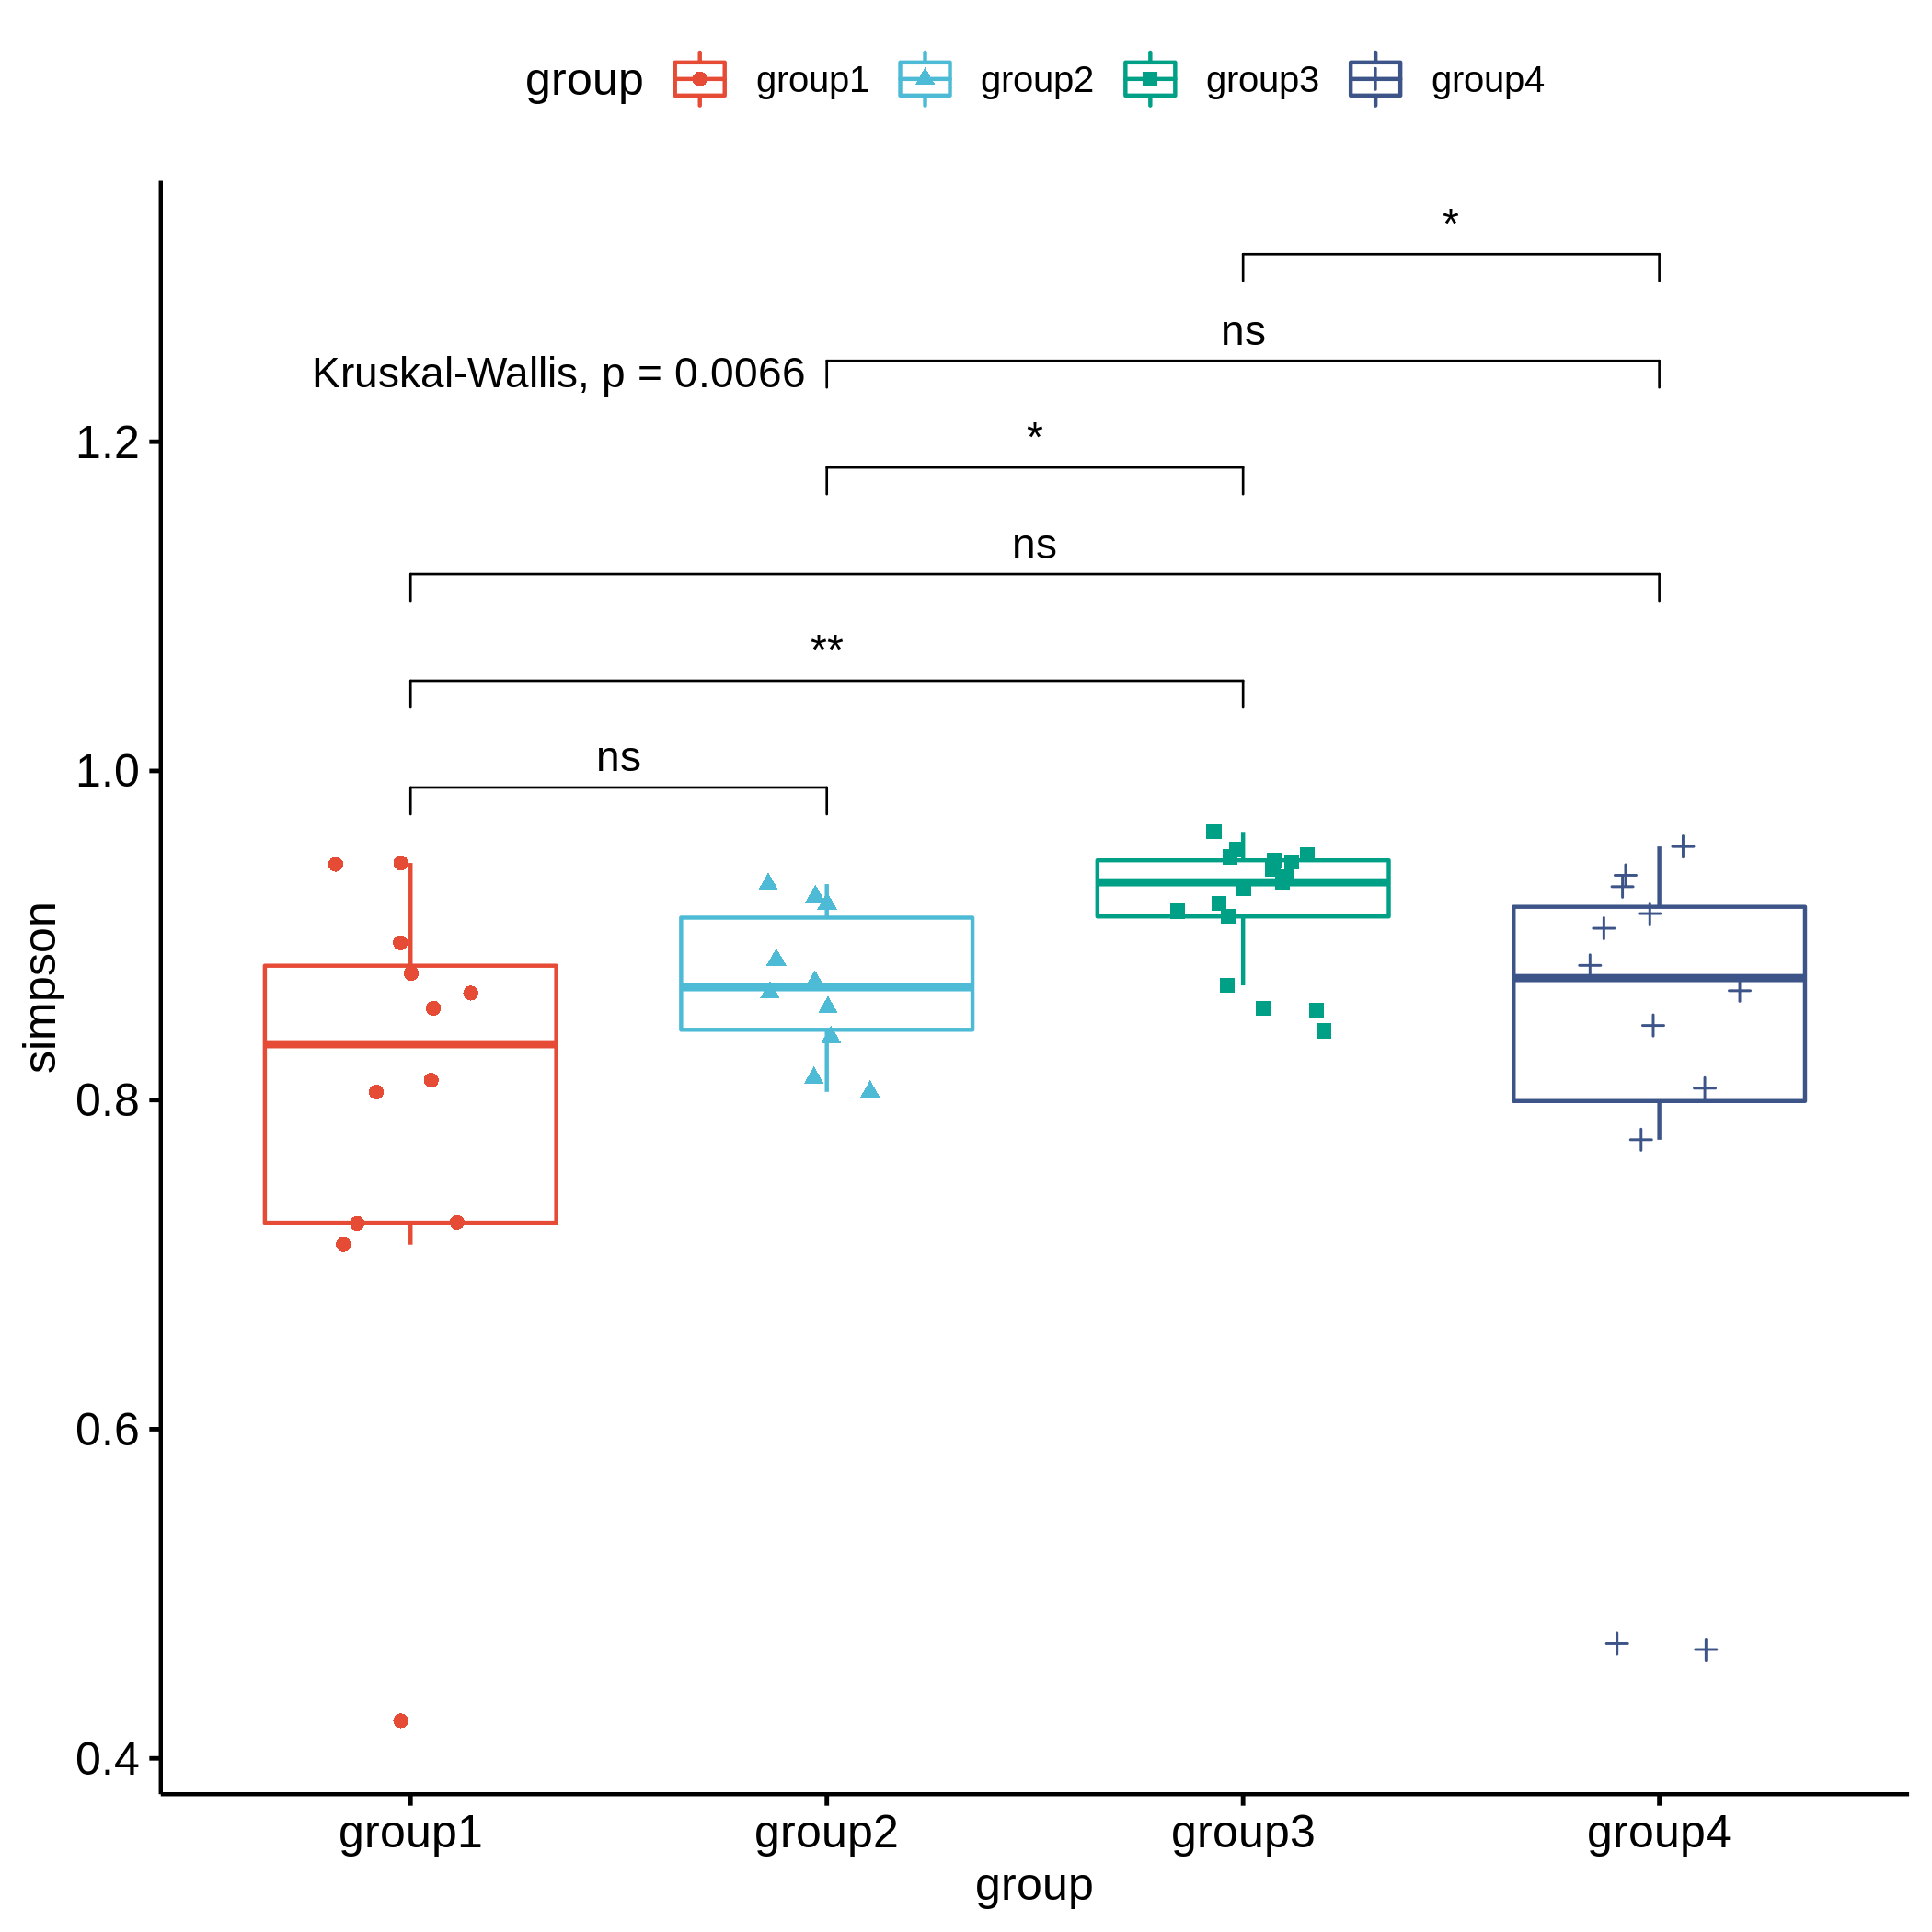 group group1 group2 group3 group4
*
ns
Kruskal-Wallis, p = 0.0066
*
1.2
ns
**
ns
1.0
simpson
0.8
0.6
0.4
group1 group2 group3 group4
group